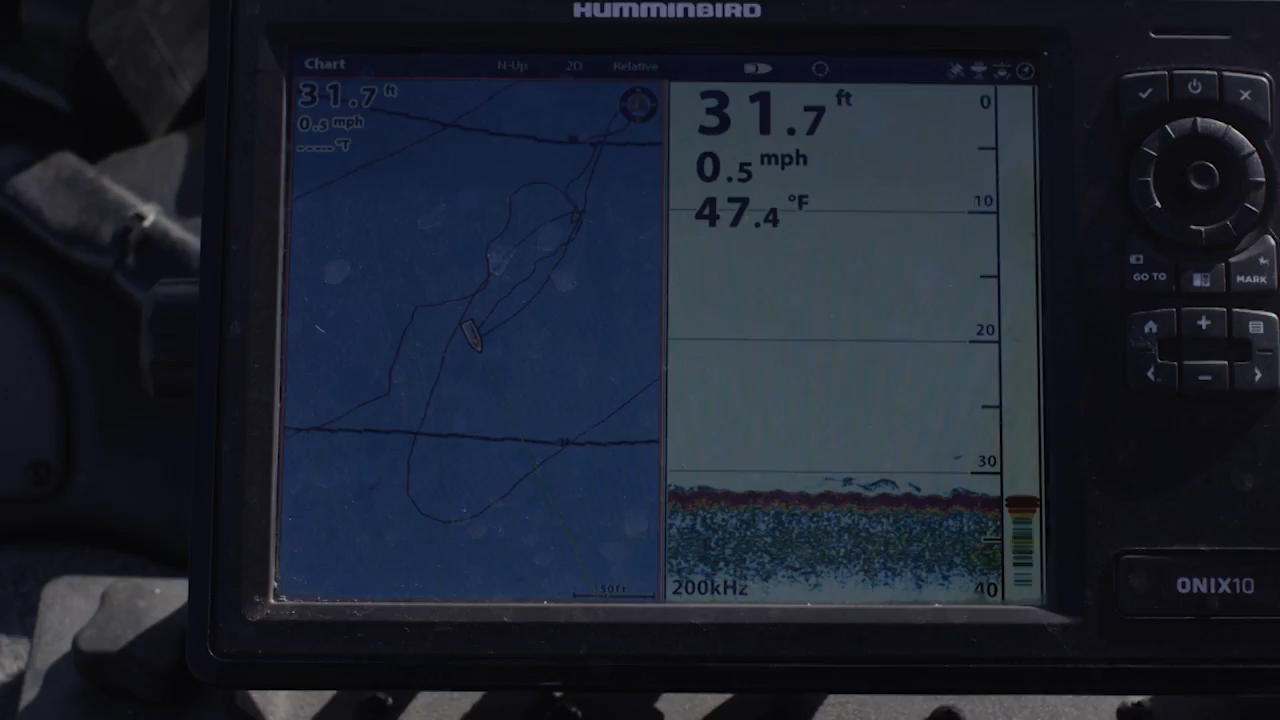 HUMMINBIRD
Chart N-Up 2D Relative
31.7 ft
0.5 mph
--.-- °F
50ft
31.7 ft
0.5 mph
47.4 °F
0
10
20
30
40
200kHz
GO TO
MARK
ONIX10